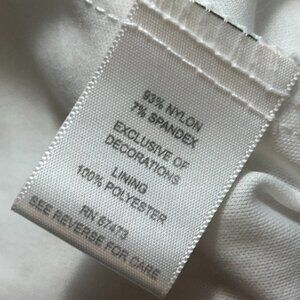 93% NYLON
7% SPANDEX
EXCLUSIVE OF
DECORATIONS
LINING
100% POLYESTER
RN 67473
SEE REVERSE FOR CARE